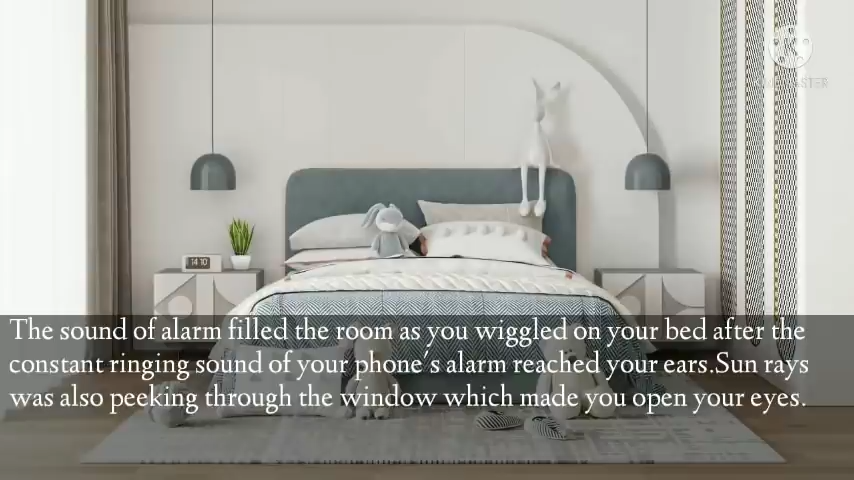 14 10
The sound of alarm filled the room as you wiggled on your bed after the
constant ringing sound of your phone's alarm reached your ears.Sun rays
was also peeking through the window which made you open your eyes.